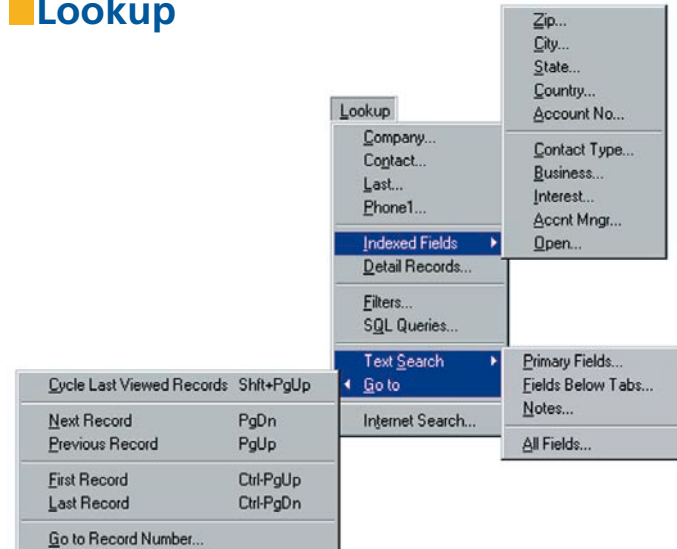 Lookup
Lookup
Company...
Contact...
Last...
Phone1...
Indexed Fields
Detail Records...
Filters...
SQL Queries...
Text Search
Go to
Internet Search...
Zip...
City...
State...
Country...
Account No...
Contact Type...
Business...
Interest...
Accnt Mngr...
Open...
Primary Fields...
Fields Below Tabs...
Notes...
All Fields...
Cycle Last Viewed Records Shft+PgUp
Next Record PgDn
Previous Record PgUp
First Record Ctrl-PgUp
Last Record Ctrl-PgDn
Go to Record Number...